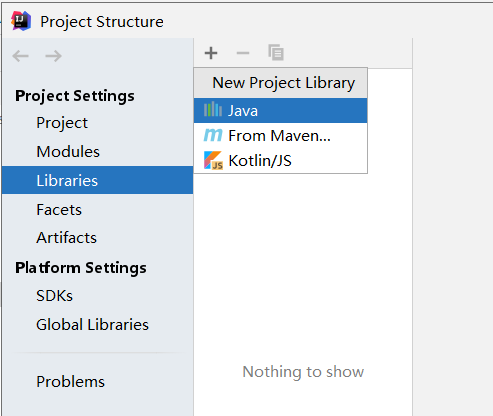 Project Structure
Project Settings
Project
Modules
Libraries
Facets
Artifacts
Platform Settings
SDKs
Global Libraries
Problems
New Project Library
Java
From Maven...
Kotlin/JS
Nothing to show